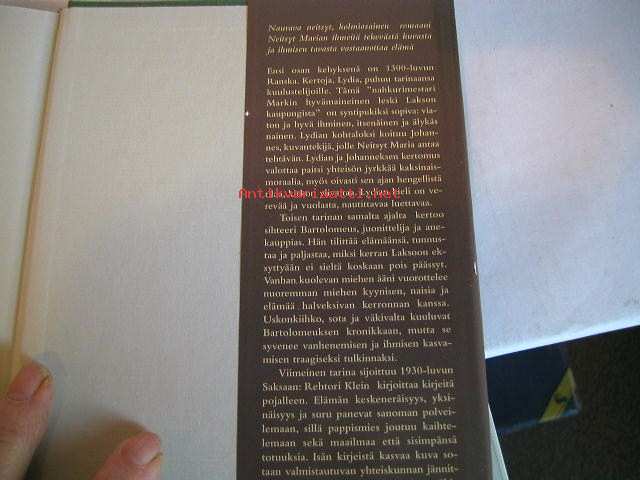 Naurava neitsyt, kolmiosainen romaani
Neitsyt Marian ihmeitä tekevästä kuvasta
ja ihmisen tavasta vastaanottaa elämä
Ensi osan kehyksenä on 1300-luvun
Ranska. Kertoja, Lydia, puhuu tarinaansa
kuulustelijoille. Tämä "nahkurimestari
Markin hyvämaineinen leski Lakson
kaupungista" on syntipukiksi sopiva: via-
ton ja hyvä ihminen, itsenäinen ja älykäs
nainen. Lydian kohtaloksi koituu Johan-
nes, kuvantekijä, jolle Neitsyt Maria antaa
tehtävän. Lydian ja Johanneksen kertomus
valottaa paitsi yhteisön jyrkkää kaksinais-
moraalia, myös oivasti sen ajan hengellistä
Antikvariaatit.net
Lydian kieli on ve-
revää ja vuolasta, nautittavaa luettavaa.
Toisen tarinan samalta ajalta kertoo
sihteeri Bartolomeus, juonittelija ja ane-
kauppias. Hän tilittää elämäänsä, tunnus-
taa ja paljastaa, miksi kerran Laksoon ek-
syttyään ei sieltä koskaan pois päässyt.
Vanhan kuolevan miehen ääni vuorottelee
nuoremman miehen kyynisen, naisia ja
elämää halveksivan kerronnan kanssa.
Uskonkiihko, sota ja väkivalta kuuluvat
Bartolomeuksen kronikkaan, mutta se
syvenee vanhenemisen ja ihmisen kasva-
misen traagiseksi tulkinnaksi.
Viimeinen tarina sijoittuu 1930-luvun
Saksaan: Rehtori Klein kirjoittaa kirjeitä
pojalleen. Elämän keskeneräisyys, yksi-
näisyys ja suru panevat sanoman polvei-
lemaan, sillä pappismies joutuu kaihte-
lemaan sekä maailmaa että sisimpänsä
totuuksia. Isän kirjeistä kasvaa kuva so-
taan valmistautuvan yhteiskunnan jännit-